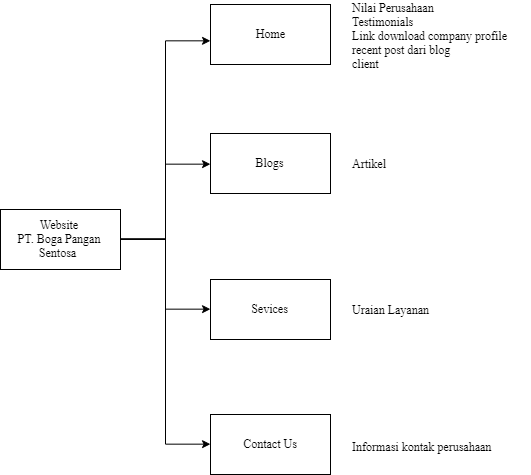 Home
Nilai Perusahaan
Testimonials
Link download company profile
recent post dari blog
client
Blogs
Artikel
Website
PT. Boga Pangan
Sentosa
Sevices
Uraian Layanan
Contact Us
Informasi kontak perusahaan